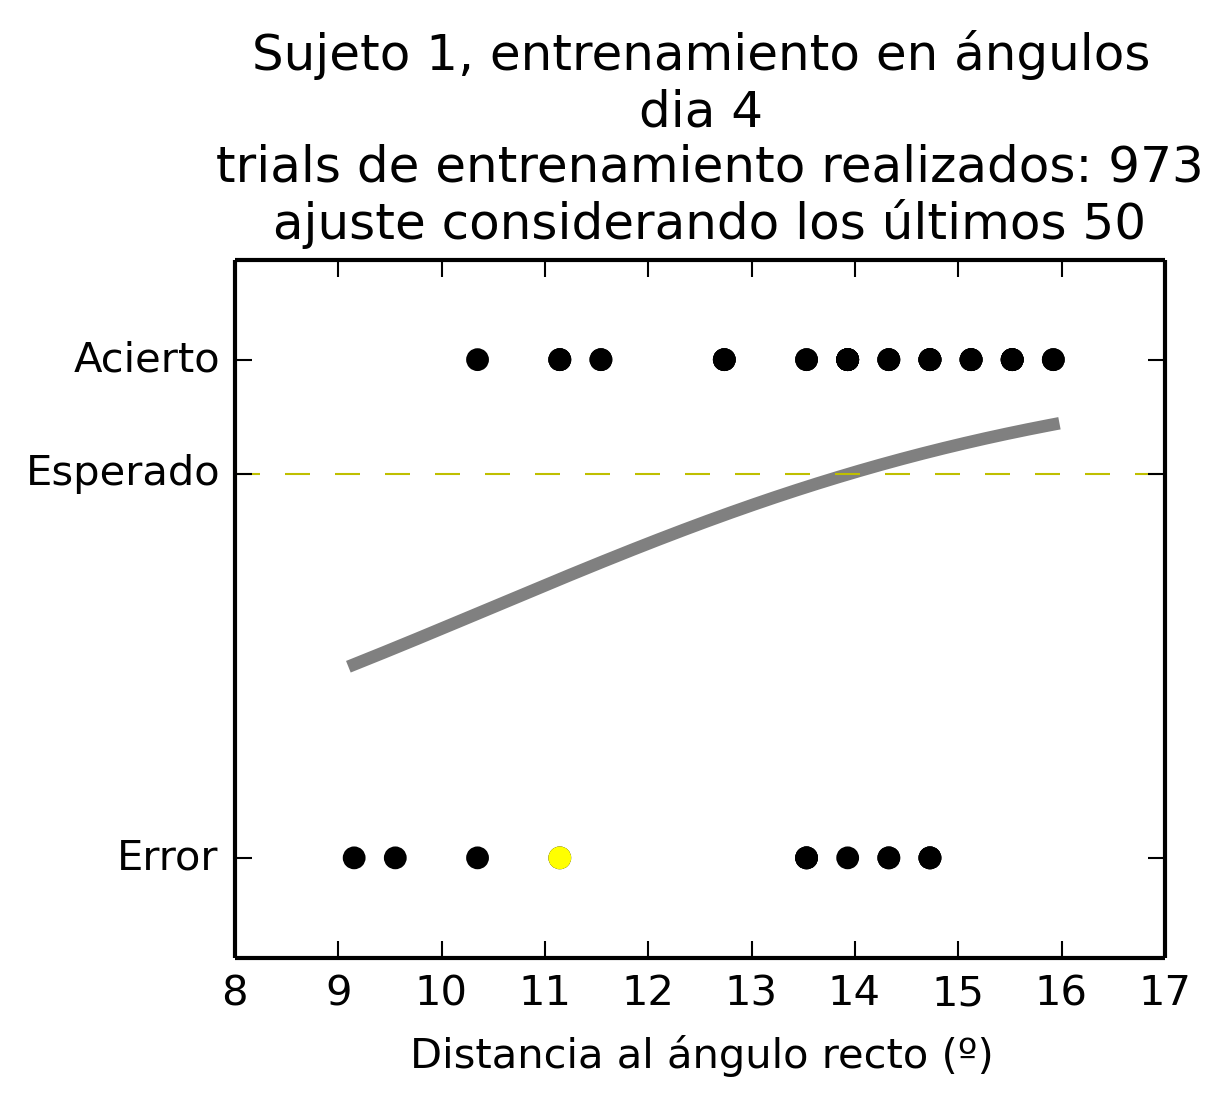 Sujeto 1, entrenamiento en ángulos
dia 4
trials de entrenamiento realizados: 973
ajuste considerando los últimos 50
Acierto
Esperado
Error
8 9 10 11 12 13 14 15 16 17
Distancia al ángulo recto (º)